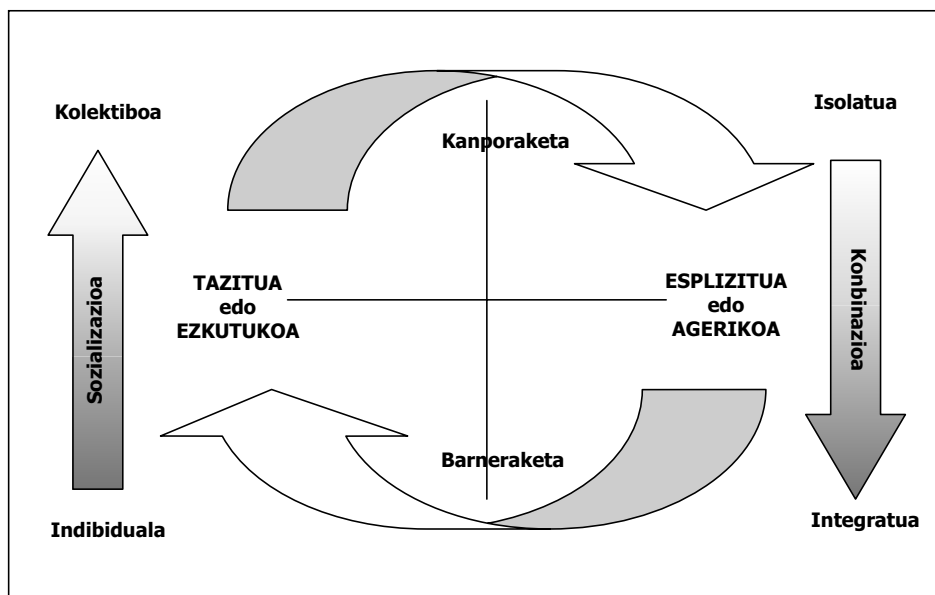 Kolektiboa
Isolatua
Kanporaketa
Sozializazioa
TAZITUA
edo
EZKUTUKOA
ESPLIZITUA
edo
AGERIKOA
Konbinazioa
Barneraketa
Indibiduala
Integratua